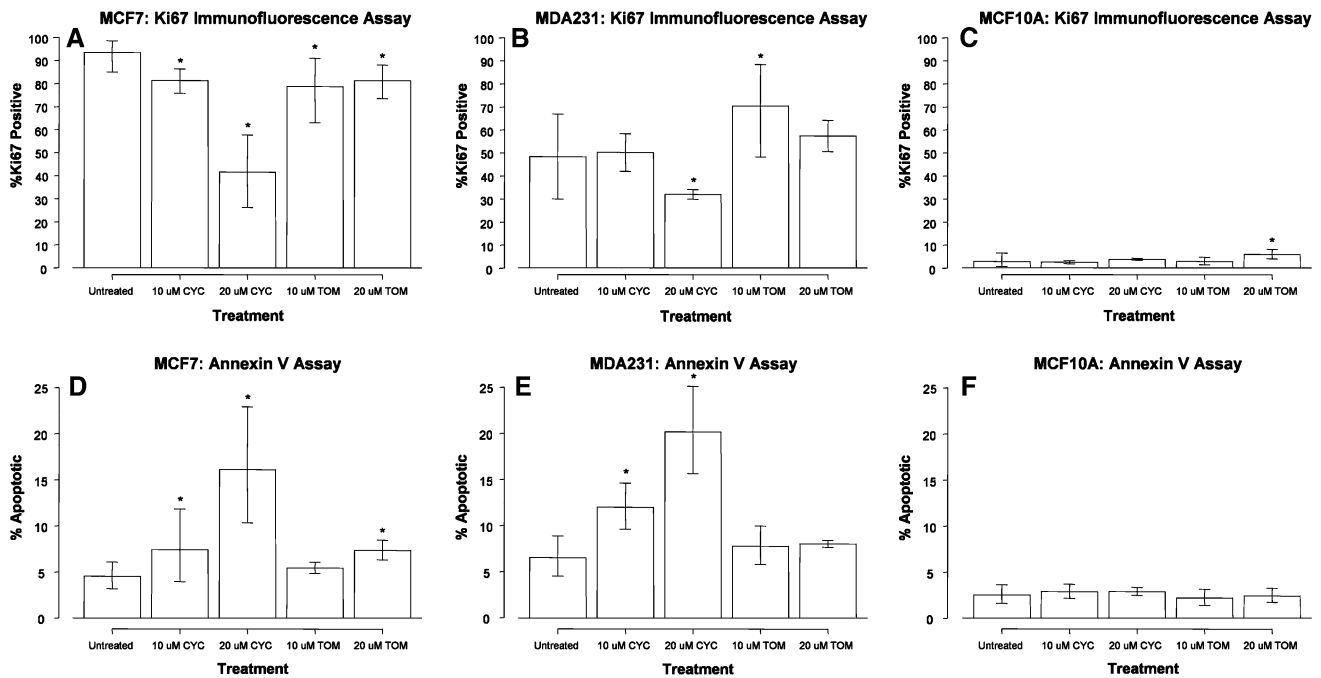 MCF7: Ki67 Immunofluorescence Assay
A
%Ki67 Positive
100
90
80
70
60
50
40
30
20
10
0
*
*
*
*
Untreated
10 uM CYC
20 uM CYC
10 uM TOM
20 uM TOM
Treatment
MDA231: Ki67 Immunofluorescence Assay
B
%Ki67 Positive
100
90
80
70
60
50
40
30
20
10
0
*
*
Untreated
10 uM CYC
20 uM CYC
10 uM TOM
20 uM TOM
Treatment
MCF10A: Ki67 Immunofluorescence Assay
C
%Ki67 Positive
100
90
80
70
60
50
40
30
20
10
0
*
Untreated
10 uM CYC
20 uM CYC
10 uM TOM
20 uM TOM
Treatment
MCF7: Annexin V Assay
D
% Apoptotic
25
20
15
10
5
0
*
*
*
Untreated
10 uM CYC
20 uM CYC
10 uM TOM
20 uM TOM
Treatment
MDA231: Annexin V Assay
E
% Apoptotic
25
20
15
10
5
0
*
*
Untreated
10 uM CYC
20 uM CYC
10 uM TOM
20 uM TOM
Treatment
MCF10A: Annexin V Assay
F
% Apoptotic
25
20
15
10
5
0
Untreated
10 uM CYC
20 uM CYC
10 uM TOM
20 uM TOM
Treatment